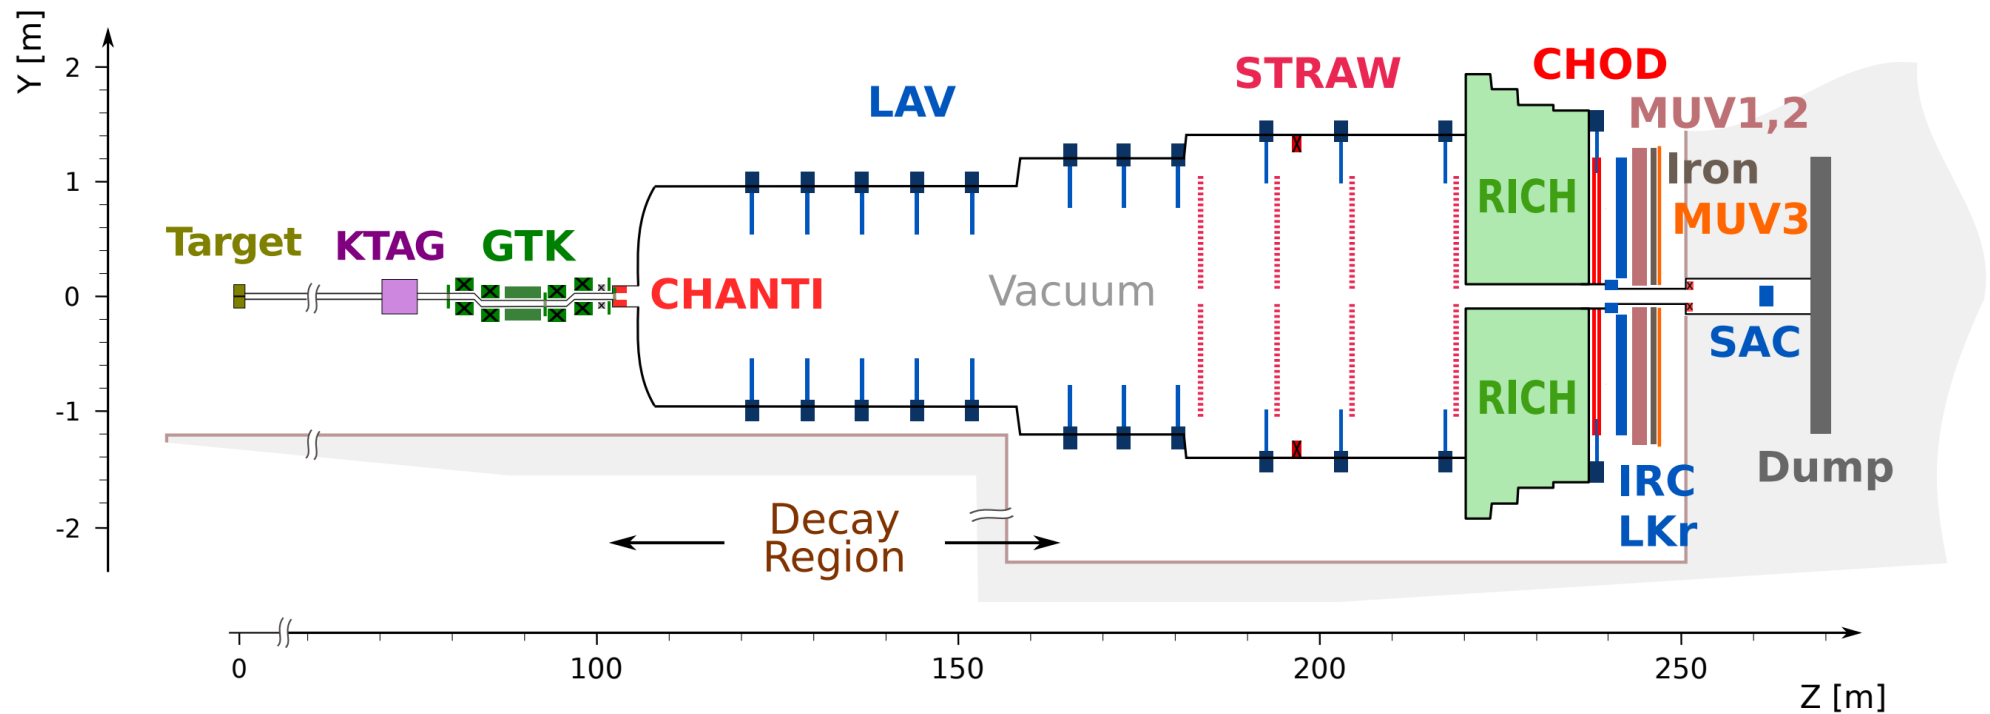 Y [m]
2
1
0
-1
-2
Target
KTAG
GTK
CHANTI
LAV
Vacuum
STRAW
RICH
RICH
CHOD
MUV1,2
Iron
MUV3
SAC
IRC
LKr
Dump
Decay
Region
0
100
150
200
250
Z [m]